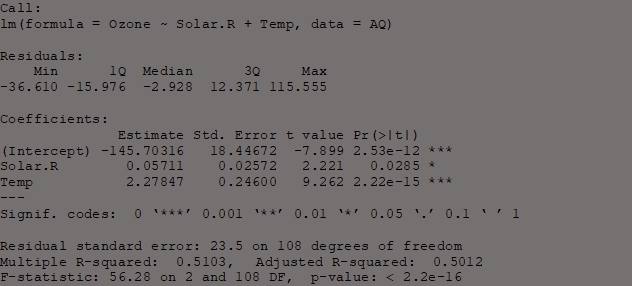 Call:
lm(formula = Ozone ~ Solar.R + Temp, data = AQ)
Residuals:
Min 1Q Median 3Q Max
-36.610 -15.976 -2.928 12.371 115.555
Coefficients:
Estimate Std. Error t value Pr(>|t|)
(Intercept) -145.70316 18.44672 -7.899 2.53e-12 ***
Solar.R 0.05711 0.02572 2.221 0.0285 *
Temp 2.27847 0.24600 9.262 2.22e-15 ***
---
Signif. codes: 0 ‘***’ 0.001 ‘**’ 0.01 ‘*’ 0.05 ‘.’ 0.1 ‘ ’ 1
Residual standard error: 23.5 on 108 degrees of freedom
Multiple R-squared: 0.5103, Adjusted R-squared: 0.5012
F-statistic: 56.28 on 2 and 108 DF, p-value: < 2.2e-16